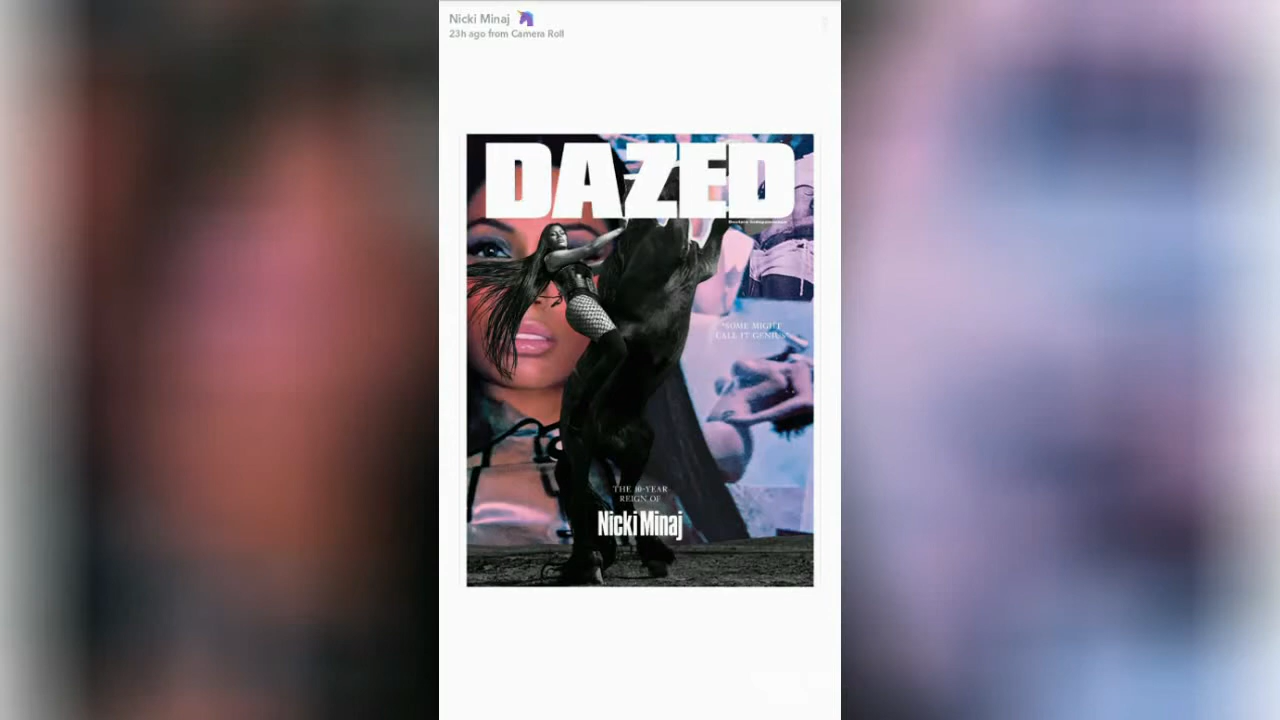 Nicki Minaj
23h ago from Camera Roll
DAZED
"SOME MIGHT
CALL IT GENIUS"
THE 10-YEAR
REIGN OF
Nicki Minaj